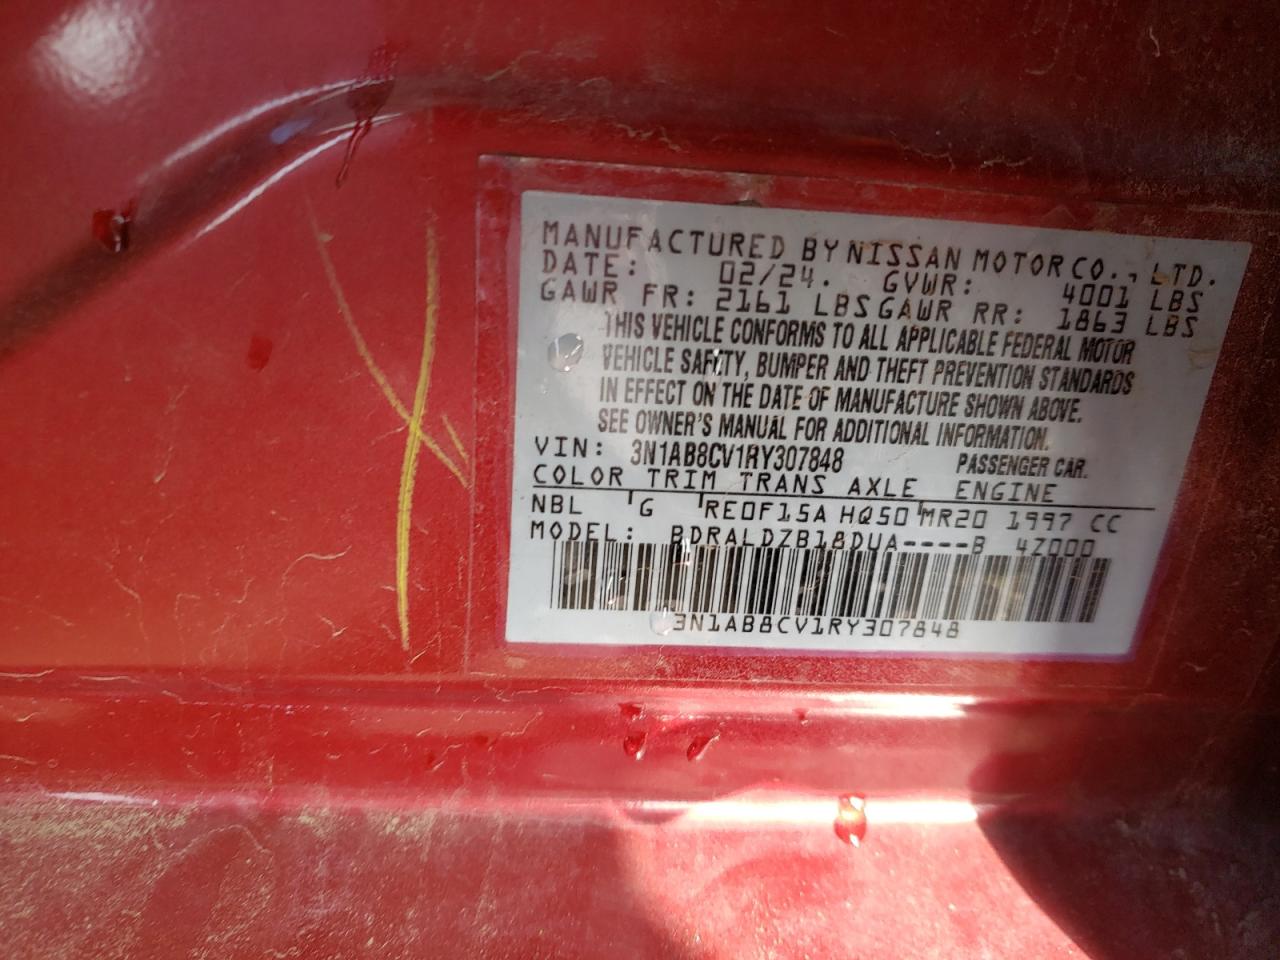 MANUFACTURED BY NISSAN MOTOR CO., LTD.
DATE: 02/24. GVWR: 4001 LBS
GAWR FR: 2161 LBS GAWR RR: 1863 LBS
THIS VEHICLE CONFORMS TO ALL APPLICABLE FEDERAL MOTOR
VEHICLE SAFETY, BUMPER AND THEFT PREVENTION STANDARDS
IN EFFECT ON THE DATE OF MANUFACTURE SHOWN ABOVE.
SEE OWNER'S MANUAL FOR ADDITIONAL INFORMATION.
VIN: 3N1AB8CV1RY307848 PASSENGER CAR.
COLOR TRIM TRANS AXLE ENGINE
NBL G RE0F15A HQ50 MR20 1997 CC
MODEL: BDRALDZB18DUA----B 4Z000
3N1AB8CV1RY307848